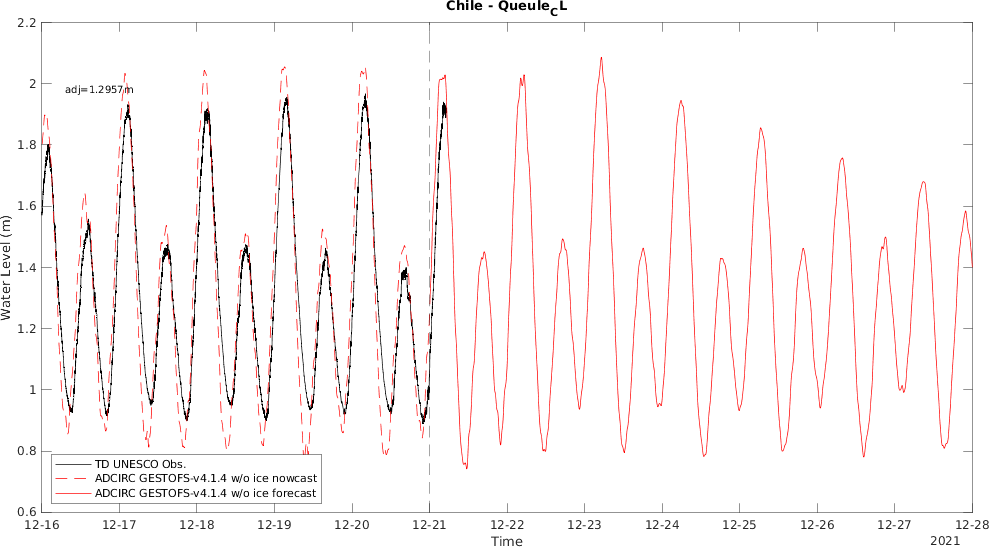 Chile - Queule_CL
2.2
2
1.8
1.6
1.4
1.2
1
0.8
0.6
Water Level (m)
adj=1.2957m
TD UNESCO Obs.
ADCIRC GESTOFS-v4.1.4 w/o ice nowcast
ADCIRC GESTOFS-v4.1.4 w/o ice forecast
12-16 12-17 12-18 12-19 12-20 12-21 12-22 12-23 12-24 12-25 12-26 12-27 12-28
Time
2021